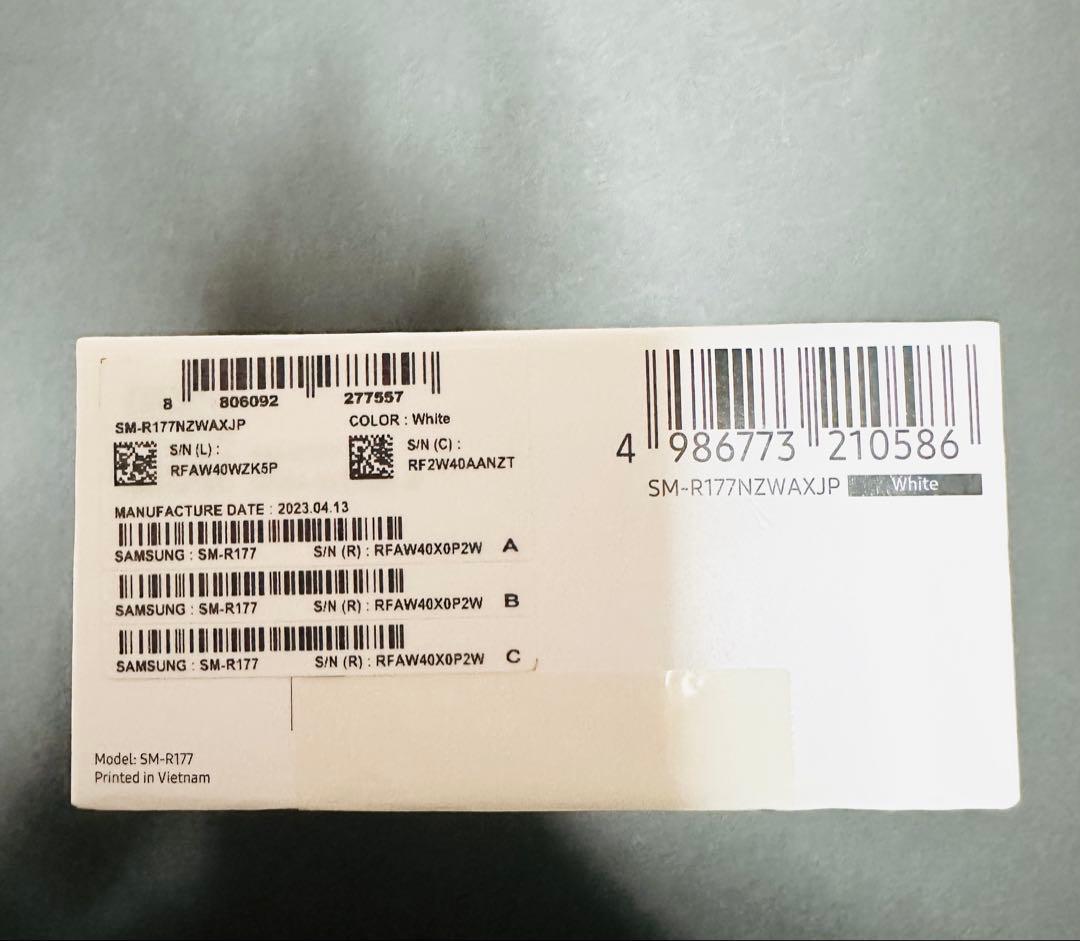 8 806092 277557
SM-R177NZWAXJP COLOR : White
S/N (L) : 
RFAW40WZK5P
S/N (C) :
RF2W40AANZT
MANUFACTURE DATE : 2023.04.13
SAMSUNG : SM-R177 S/N (R) : RFAW40X0P2W A
SAMSUNG : SM-R177 S/N (R) : RFAW40X0P2W B
SAMSUNG : SM-R177 S/N (R) : RFAW40X0P2W C
Model: SM-R177
Printed in Vietnam
4 986773 210586
SM-R177NZWAXJP White